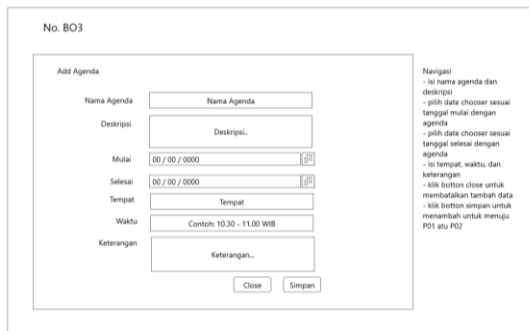 No. BO3
Add Agenda
Nama Agenda
Nama Agenda
Deskripsi
Deskripsi..
Mulai
00 / 00 / 0000
Selesai
00 / 00 / 0000
Tempat
Tempat
Waktu
Contoh: 10.30 - 11.00 WIB
Keterangan
Keterangan...
Close
Simpan
Navigasi
- isi nama agenda dan
deskripsi
- pilih date chooser sesuai
tanggal mulai dengan
agenda
- pilih date chooser sesuai
tanggal selesai dengan
agenda
- isi tempat, waktu, dan
keterangan
- klik botton close untuk
membatalkan tambah data
- klik botton simpan untuk
menambah untuk menuju
P01 atu P02